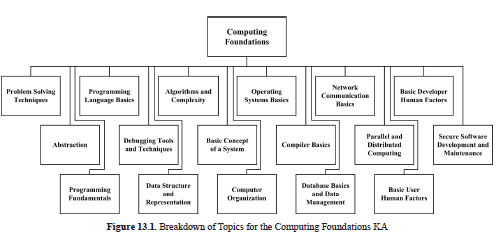 Computing
Foundations
Problem Solving
Techniques
Programming
Language Basics
Algorithms and
Complexity
Operating
Systems Basics
Network
Communication
Basics
Basic Developer
Human Factors
Abstraction
Debugging Tools
and Techniques
Basic Concept
of a System
Compiler Basics
Parallel and
Distributed
Computing
Secure Software
Development and
Maintenance
Programming
Fundamentals
Data Structure
and
Representation
Computer
Organization
Database Basics
and Data
Management
Basic User
Human Factors
Figure 13.1. Breakdown of Topics for the Computing Foundations KA